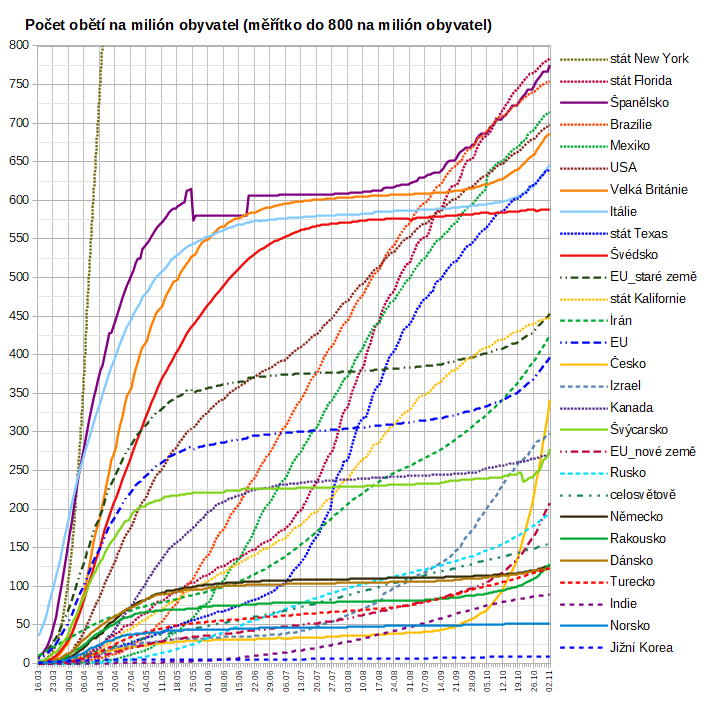 Počet obětí na milión obyvatel (měřítko do 800 na milión obyvatel)
800
750
700
650
600
550
500
450
400
350
300
250
200
150
100
50
0
16.03
23.03
30.03
06.04
13.04
20.04
27.04
04.05
11.05
18.05
25.05
01.06
08.06
15.06
22.06
29.06
06.07
13.07
20.07
27.07
03.08
10.08
17.08
24.08
31.08
07.09
14.09
21.09
28.09
05.10
12.10
19.10
26.10
02.11
stát New York
stát Florida
Španělsko
Brazílie
Mexiko
USA
Velká Británie
Itálie
stát Texas
Švédsko
EU_staré země
stát Kalifornie
Írán
EU
Česko
Izrael
Kanada
Švýcarsko
EU_nové země
Rusko
celosvětově
Německo
Rakousko
Dánsko
Turecko
Indie
Norsko
Jižní Korea